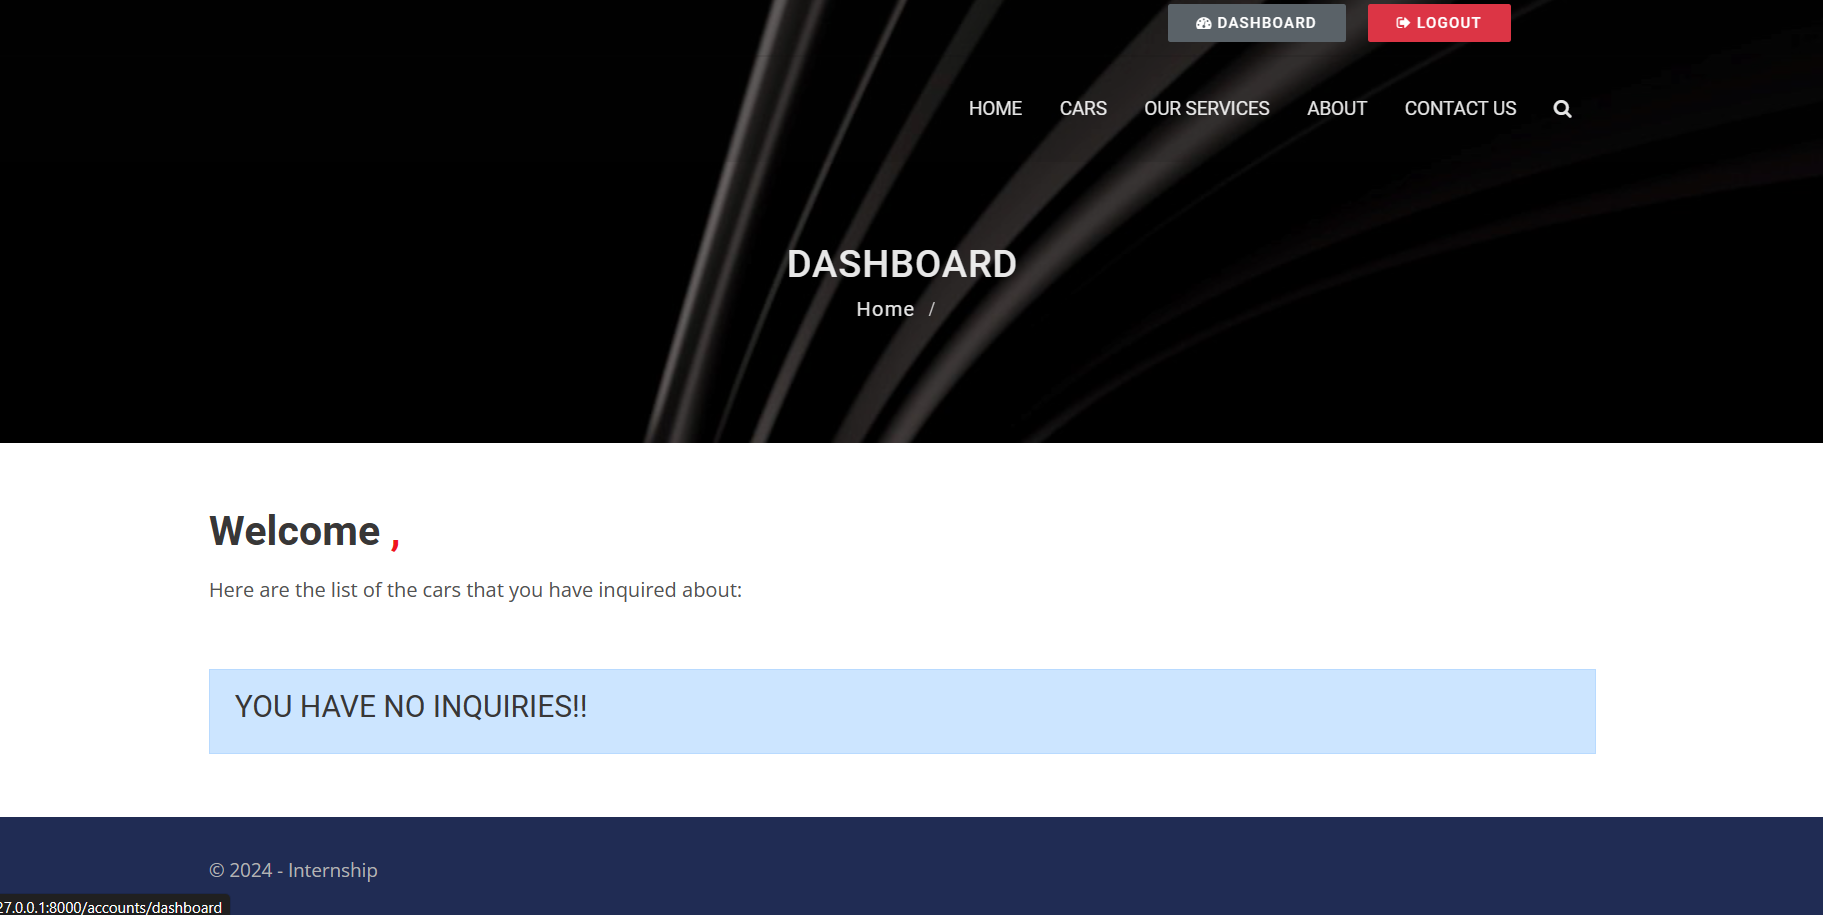 DASHBOARD
LOGOUT
HOME CARS OUR SERVICES ABOUT CONTACT US
DASHBOARD
Home /
Welcome ,
Here are the list of the cars that you have inquired about:
YOU HAVE NO INQUIRIES!!
© 2024 - Internship
27.0.0.1:8000/accounts/dashboard